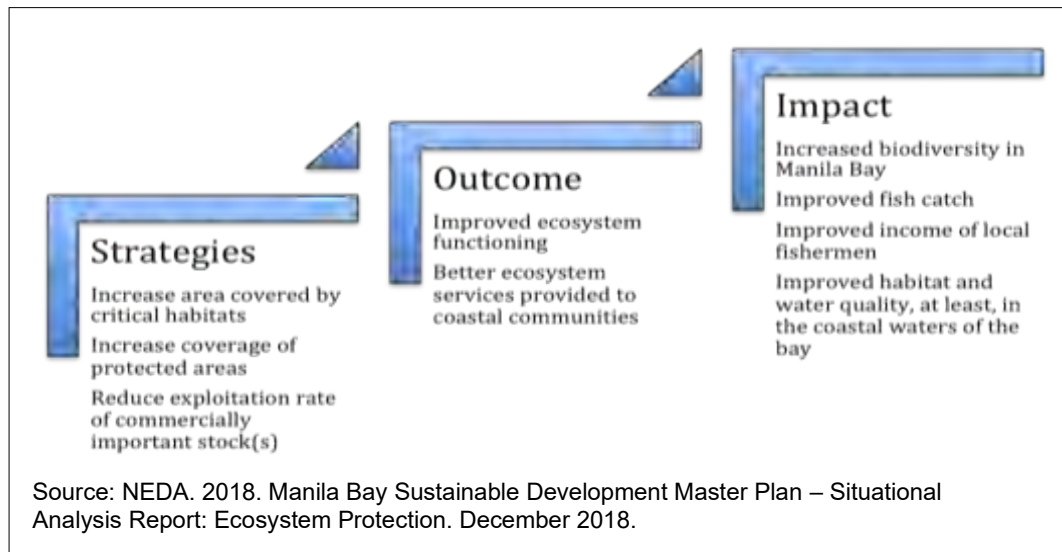 Strategies
Increase area covered by
critical habitats
Increase coverage of
protected areas
Reduce exploitation rate
of commercially
important stock(s)
Outcome
Improved ecosystem
functioning
Better ecosystem
services provided to
coastal communities
Impact
Increased biodiversity in
Manila Bay
Improved fish catch
Improved income of local
fishermen
Improved habitat and
water quality, at least, in
the coastal waters of the
bay
Source: NEDA. 2018. Manila Bay Sustainable Development Master Plan – Situational
Analysis Report: Ecosystem Protection. December 2018.